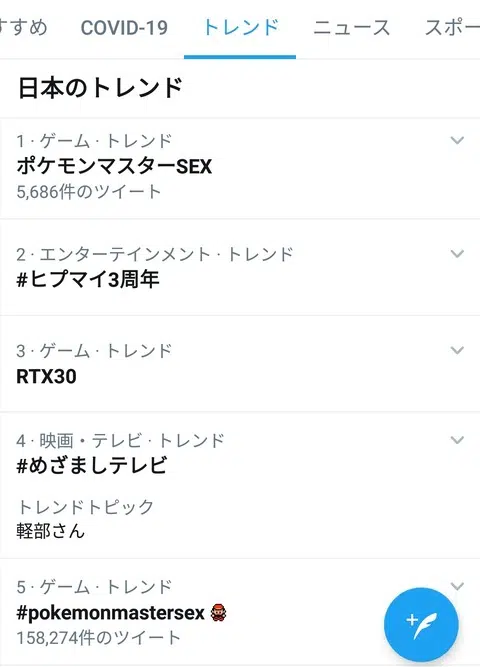 すすめ COVID-19 トレンド ニュース スポー
日本のトレンド
1 · ゲーム · トレンド
ポケモンマスターSEX
5,686件のツイート
2 · エンターテインメント · トレンド
#ヒプマイ3周年
3 · ゲーム · トレンド
RTX30
4 · 映画・テレビ · トレンド
#めざましテレビ
トレンドトピック
軽部さん
5 · ゲーム · トレンド
#pokemonmastersex
158,274件のツイート